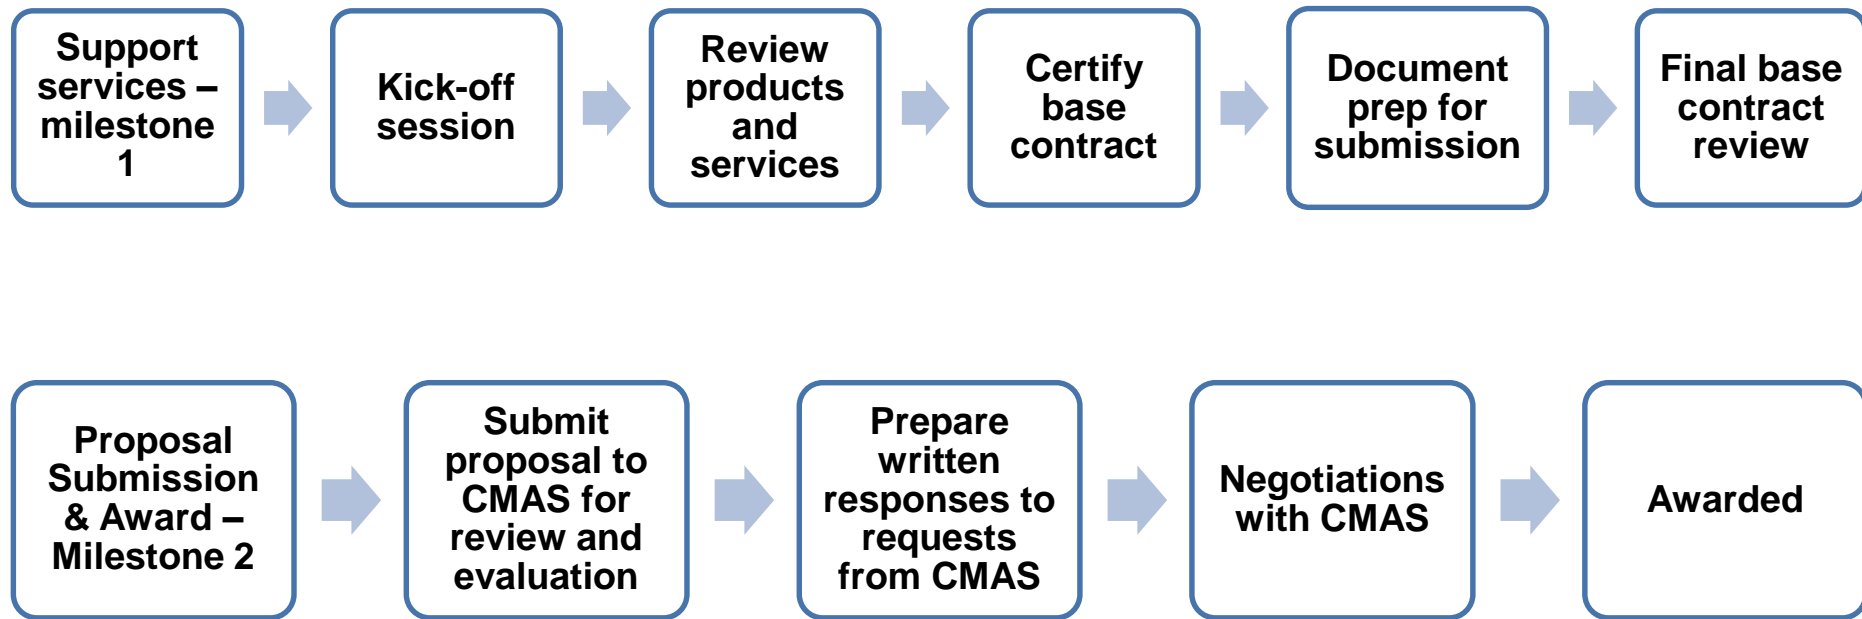 Support
services –
milestone
1
Kick-off
session
Review
products
and
services
Certify
base
contract
Document
prep for
submission
Final base
contract
review
Proposal
Submission
& Award –
Milestone 2
Submit
proposal to
CMAS for
review and
evaluation
Prepare
written
responses to
requests
from CMAS
Negotiations
with CMAS
Awarded